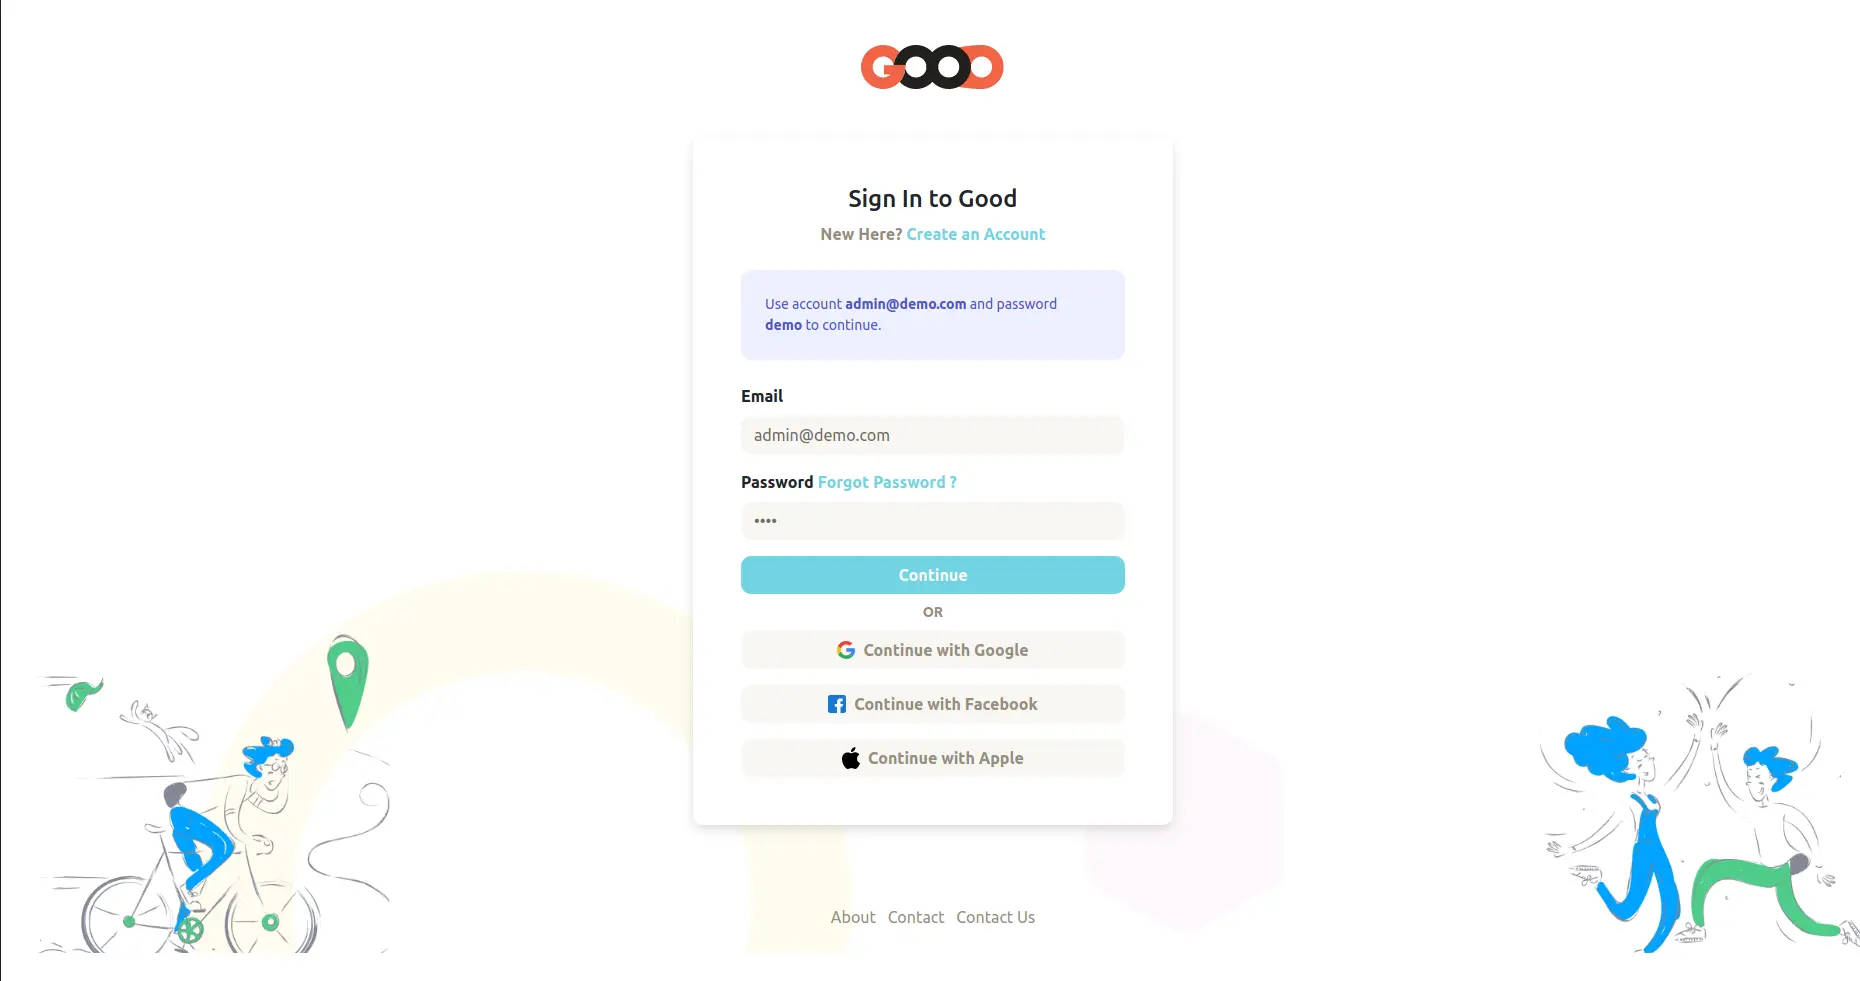 GOOD
Sign In to Good
New Here? Create an Account
Use account admin@demo.com and password
demo to continue.
Email
admin@demo.com
Password Forgot Password ?
••••
Continue
OR
Continue with Google
Continue with Facebook
Continue with Apple
About Contact Contact Us